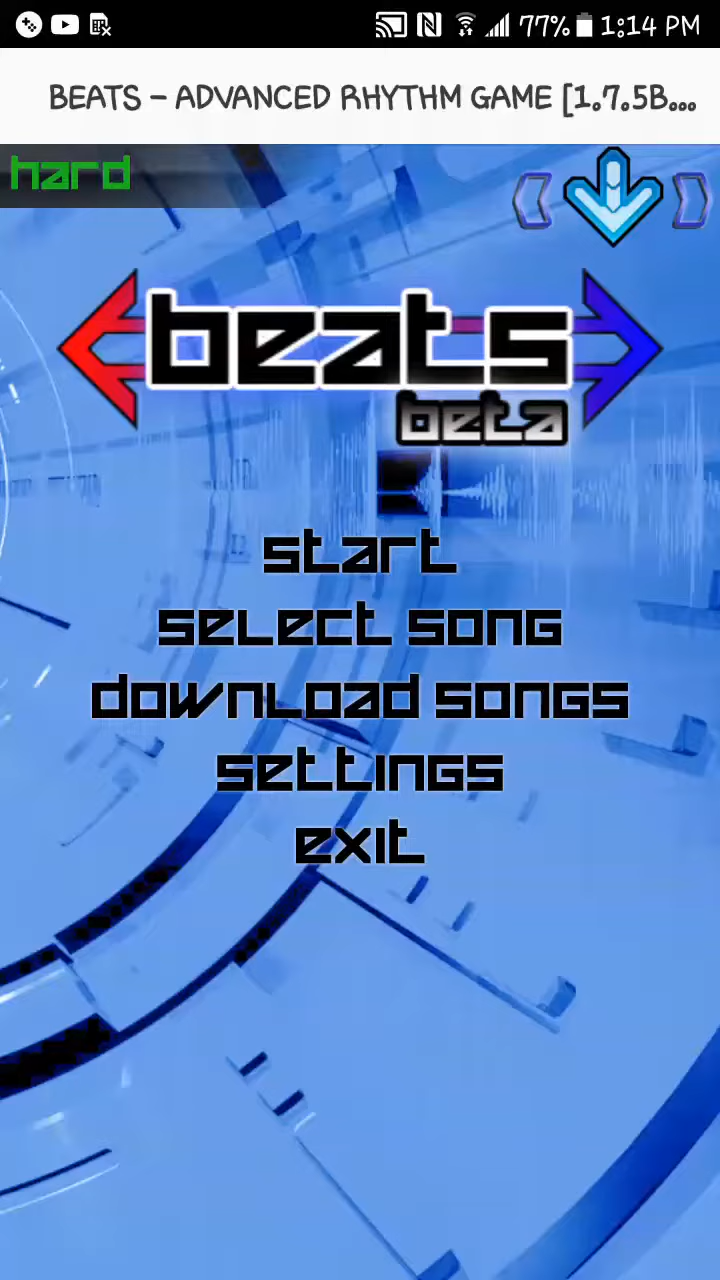 77% 1:14 PM
BEATS - ADVANCED RHYTHM GAME [1.7.5B...
hard
beats
beta
start
select song
download songs
settings
exit